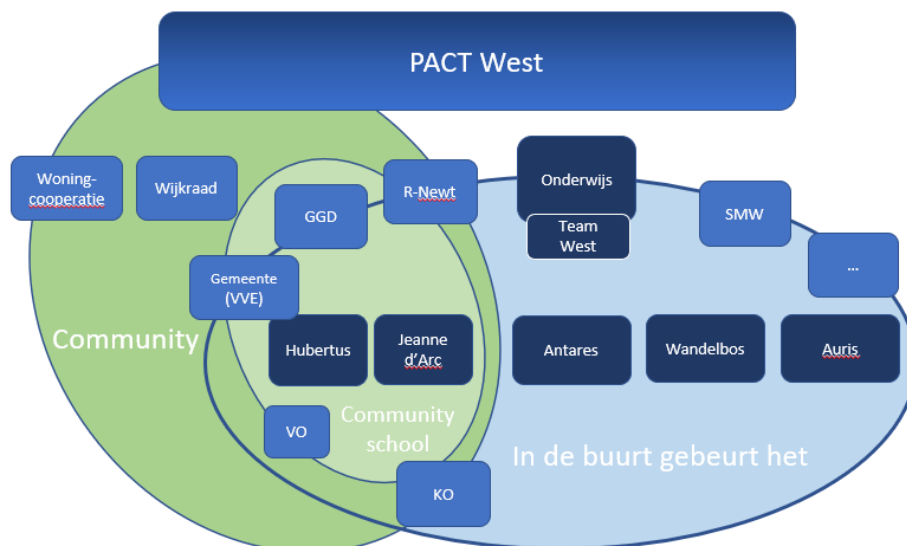 PACT West
Woning-
cooperatie
Wijkraad
GGD
R-Newt
Onderwijs
Team
West
SMW
...
Gemeente
(VVE)
Community
Hubertus
Jeanne
d'Arc
Antares
Wandelbos
Auris
VO
Community
school
In de buurt gebeurt het
KO